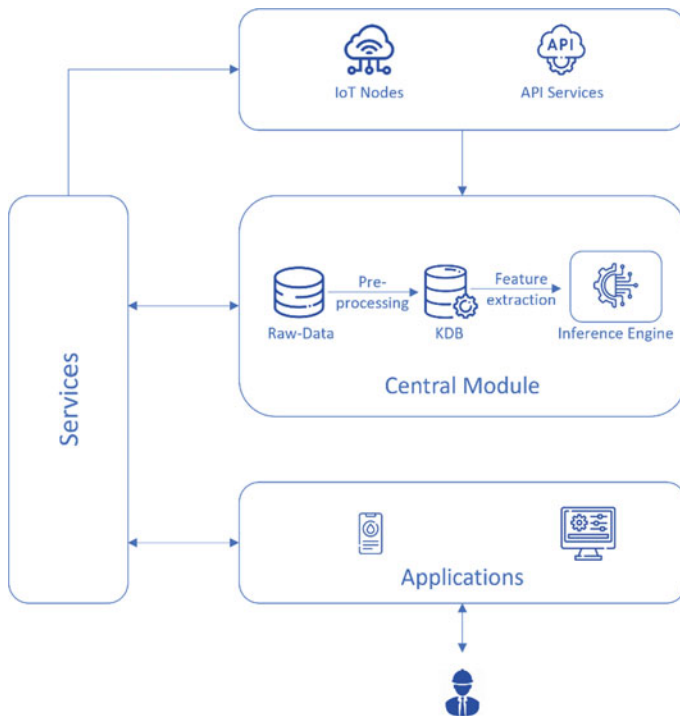 API
IoT Nodes
API Services
Services
Pre-
processing
Feature
extraction
Raw-Data
KDB
Inference Engine
Central Module
Applications